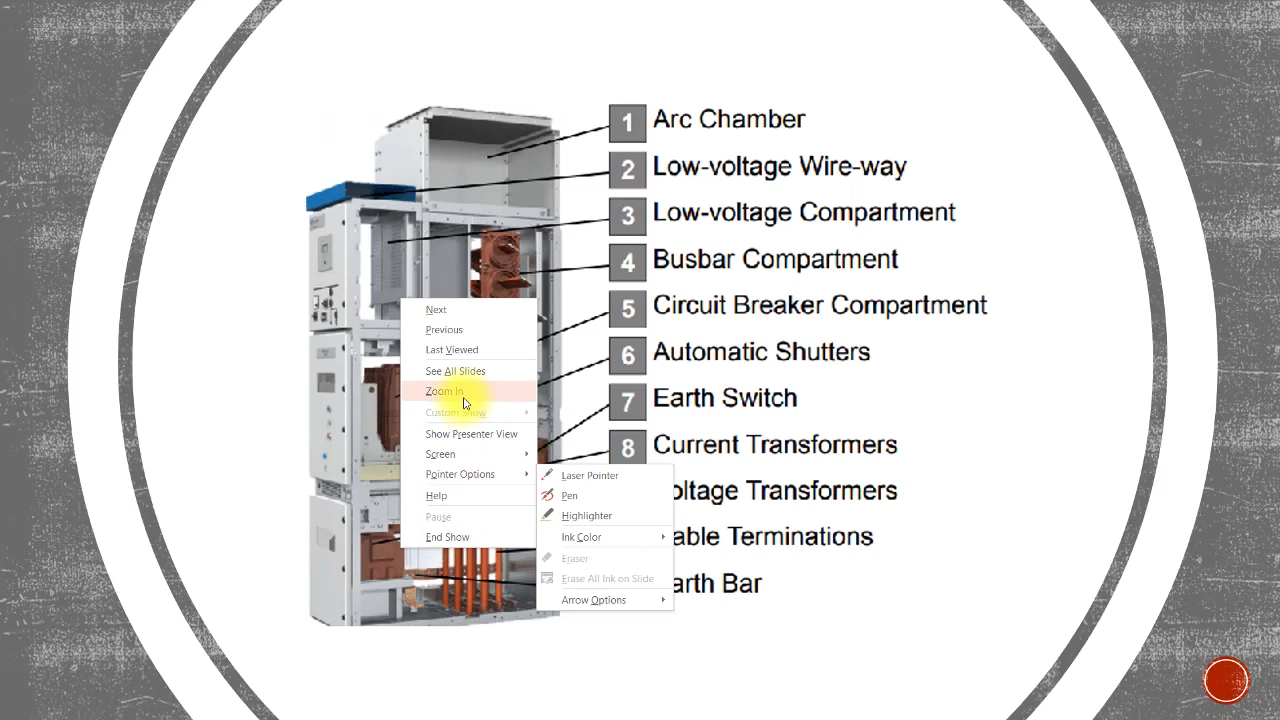 1 Arc Chamber
2 Low-voltage Wire-way
3 Low-voltage Compartment
4 Busbar Compartment
5 Circuit Breaker Compartment
6 Automatic Shutters
7 Earth Switch
8 Current Transformers
oltage Transformers
able Terminations
arth Bar
Next
Previous
Last Viewed
See All Slides
Zoom In
Custom Show
Show Presenter View
Screen
Pointer Options
Help
Pause
End Show
Laser Pointer
Pen
Highlighter
Ink Color
Eraser
Erase All Ink on Slide
Arrow Options